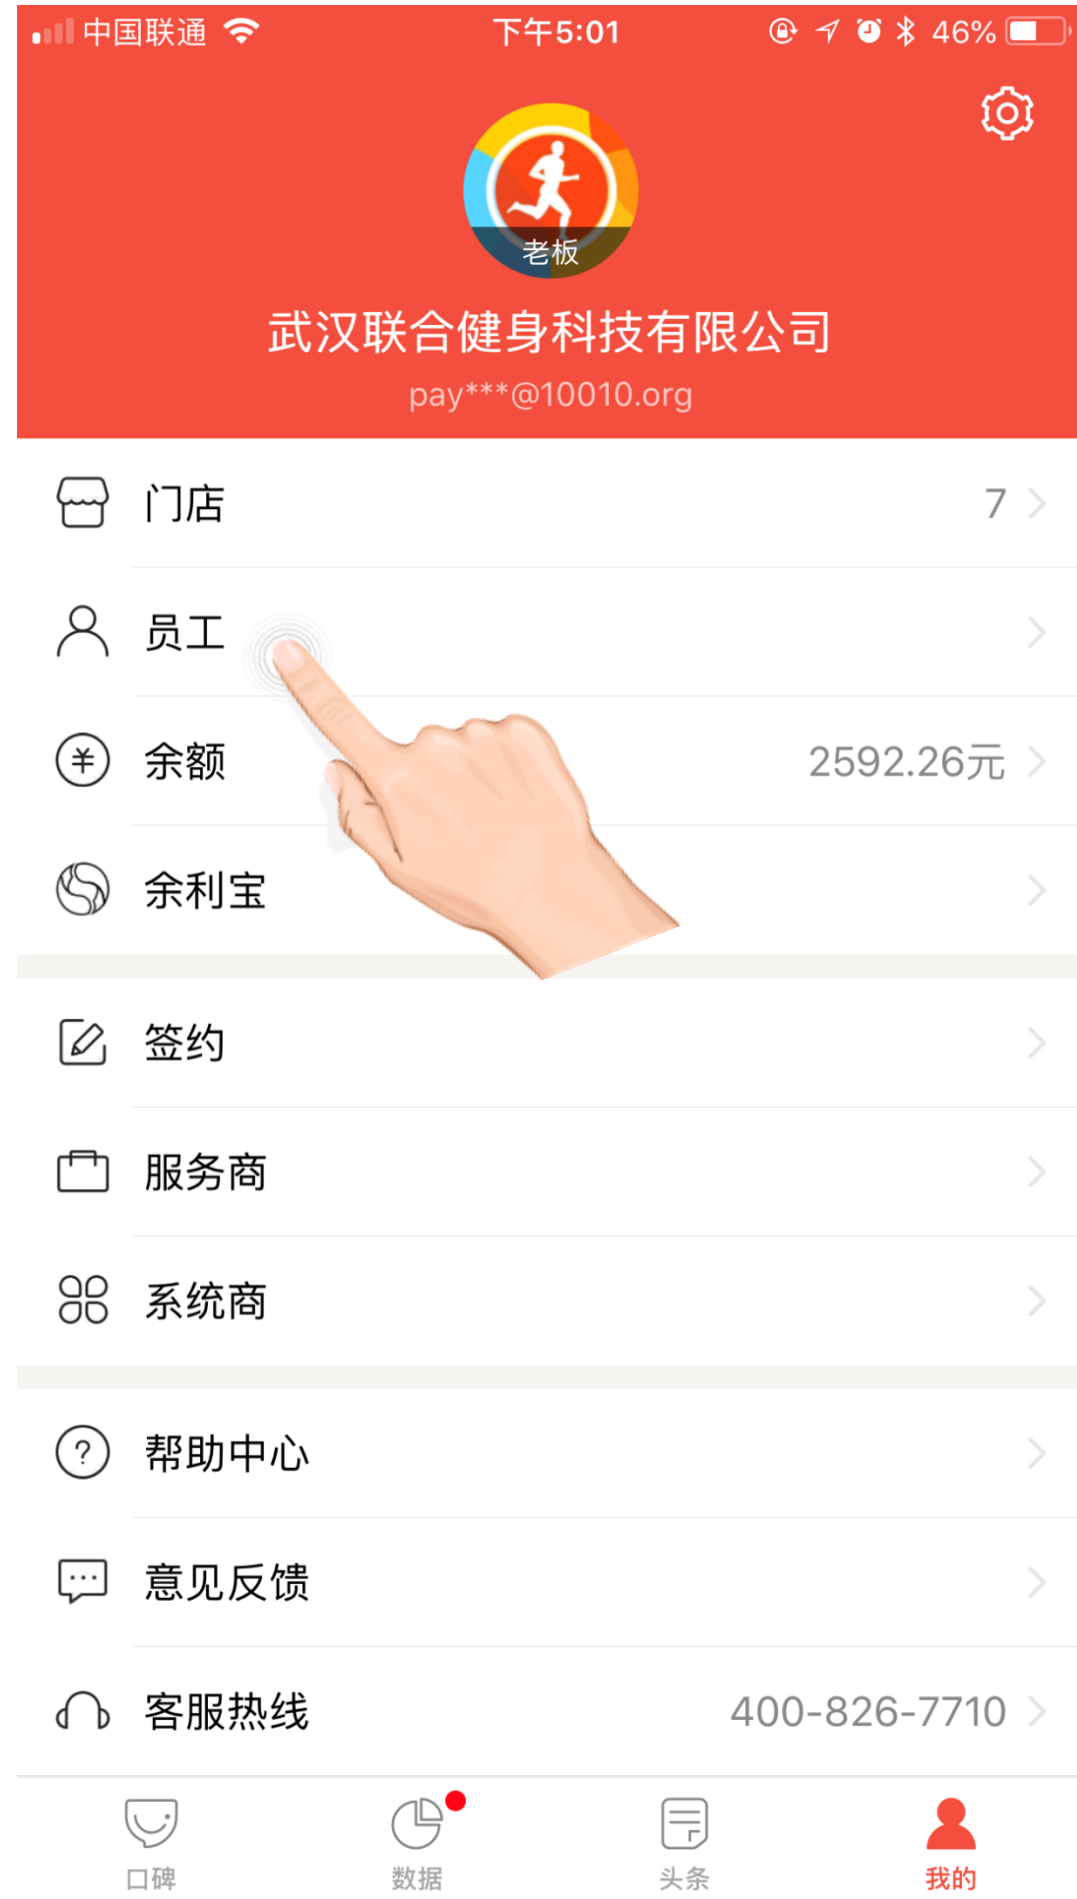 中国联通 下午5:01 46%
老板
武汉联合健身科技有限公司
pay***@10010.org
门店 7
员工
余额 2592.26元
余利宝
签约
服务商
系统商
帮助中心
意见反馈
客服热线 400-826-7710
口碑 数据 头条 我的